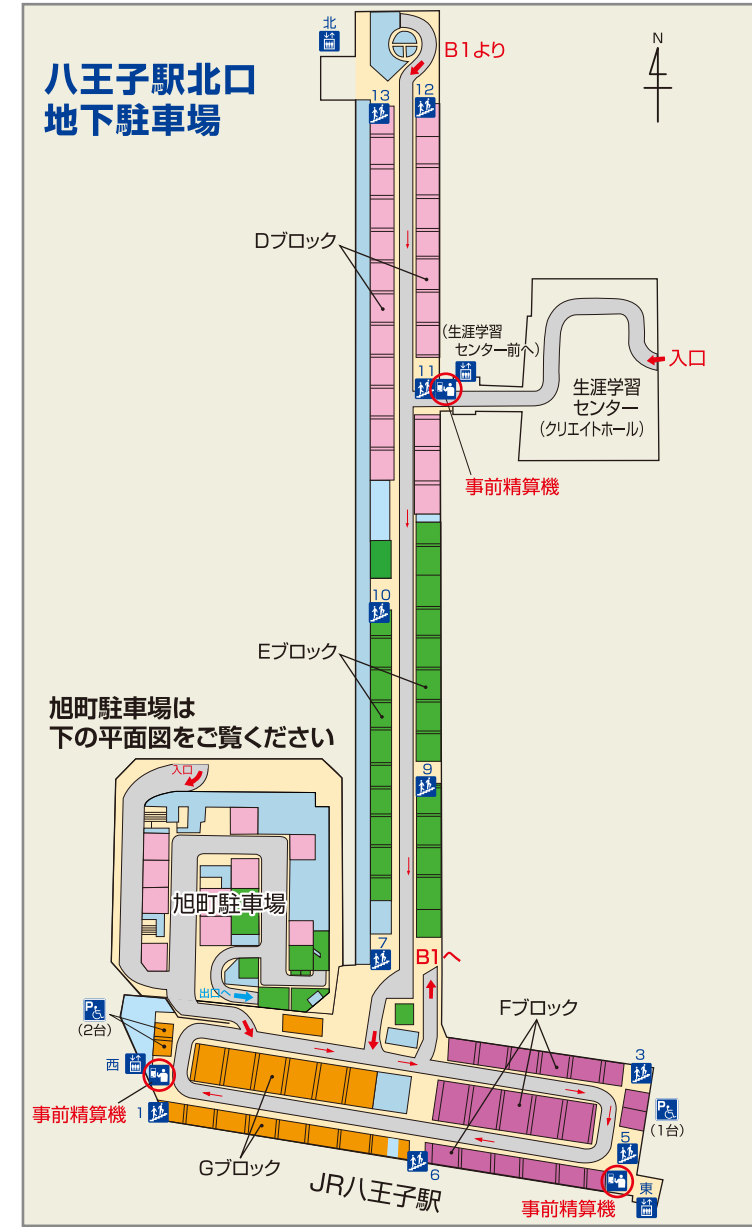 北
B1より
N
八王子駅北口
地下駐車場
13
12
Dブロック
(生涯学習
センター前へ)
入口
11
生涯学習
センター
(クリエイトホール)
事前精算機
10
Eブロック
旭町駐車場は
下の平面図をご覧ください
入口
9
旭町駐車場
7
B1へ
出口へ
Fブロック
P
(2台)
西
3
事前精算機
1
P
(1台)
5
Gブロック
6
JR八王子駅
東
事前精算機